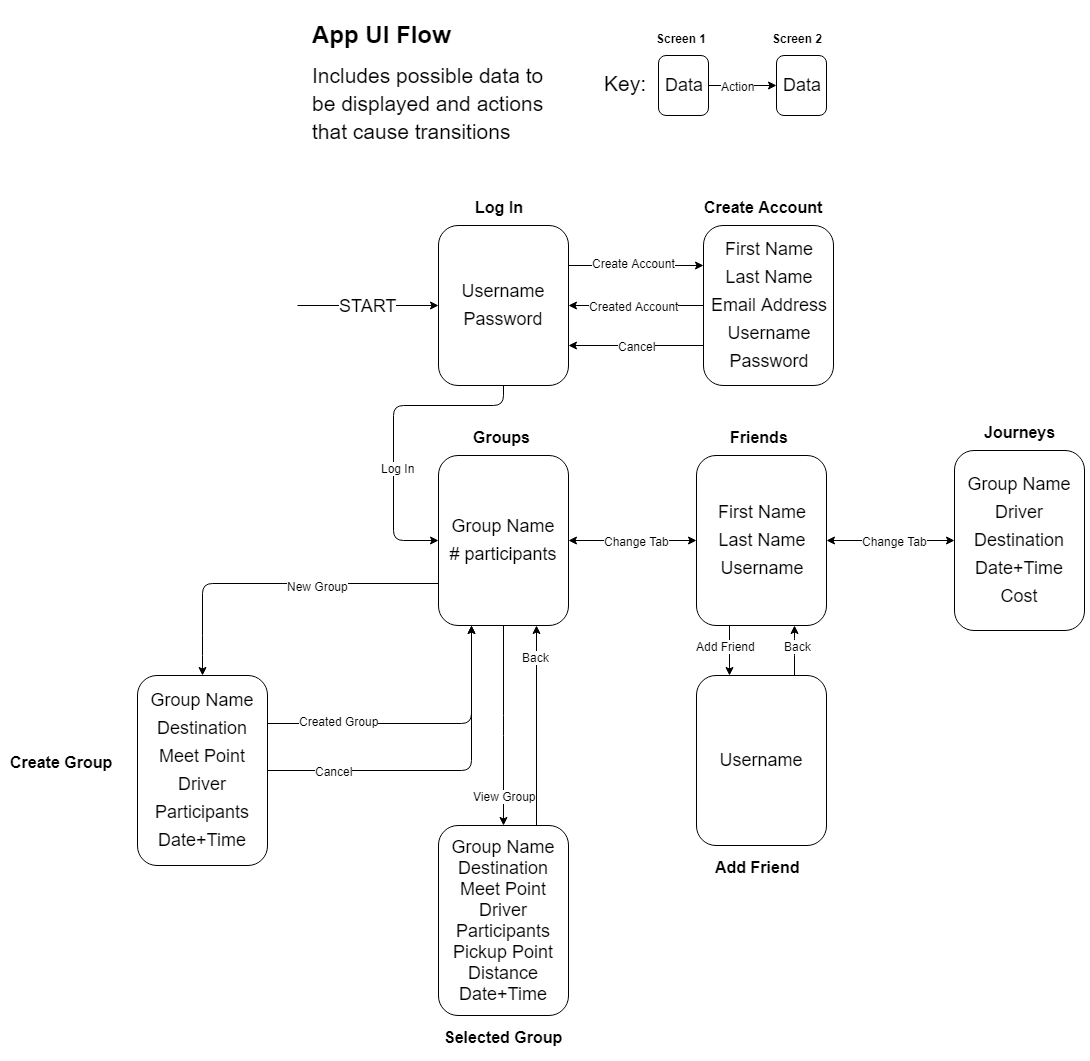 App UI Flow
Includes possible data to
be displayed and actions
that cause transitions
Key:
Screen 1
Data
Action
Screen 2
Data
Log In
Username
Password
START
Create Account
Created Account
Cancel
Create Account
First Name
Last Name
Email Address
Username
Password
Log In
Groups
Group Name
# participants
Change Tab
Friends
First Name
Last Name
Username
Change Tab
Journeys
Group Name
Driver
Destination
Date+Time
Cost
New Group
Back
Add Friend
Back
Create Group
Group Name
Destination
Meet Point
Driver
Participants
Date+Time
Created Group
Cancel
View Group
Username
Add Friend
Group Name
Destination
Meet Point
Driver
Participants
Pickup Point
Distance
Date+Time
Selected Group